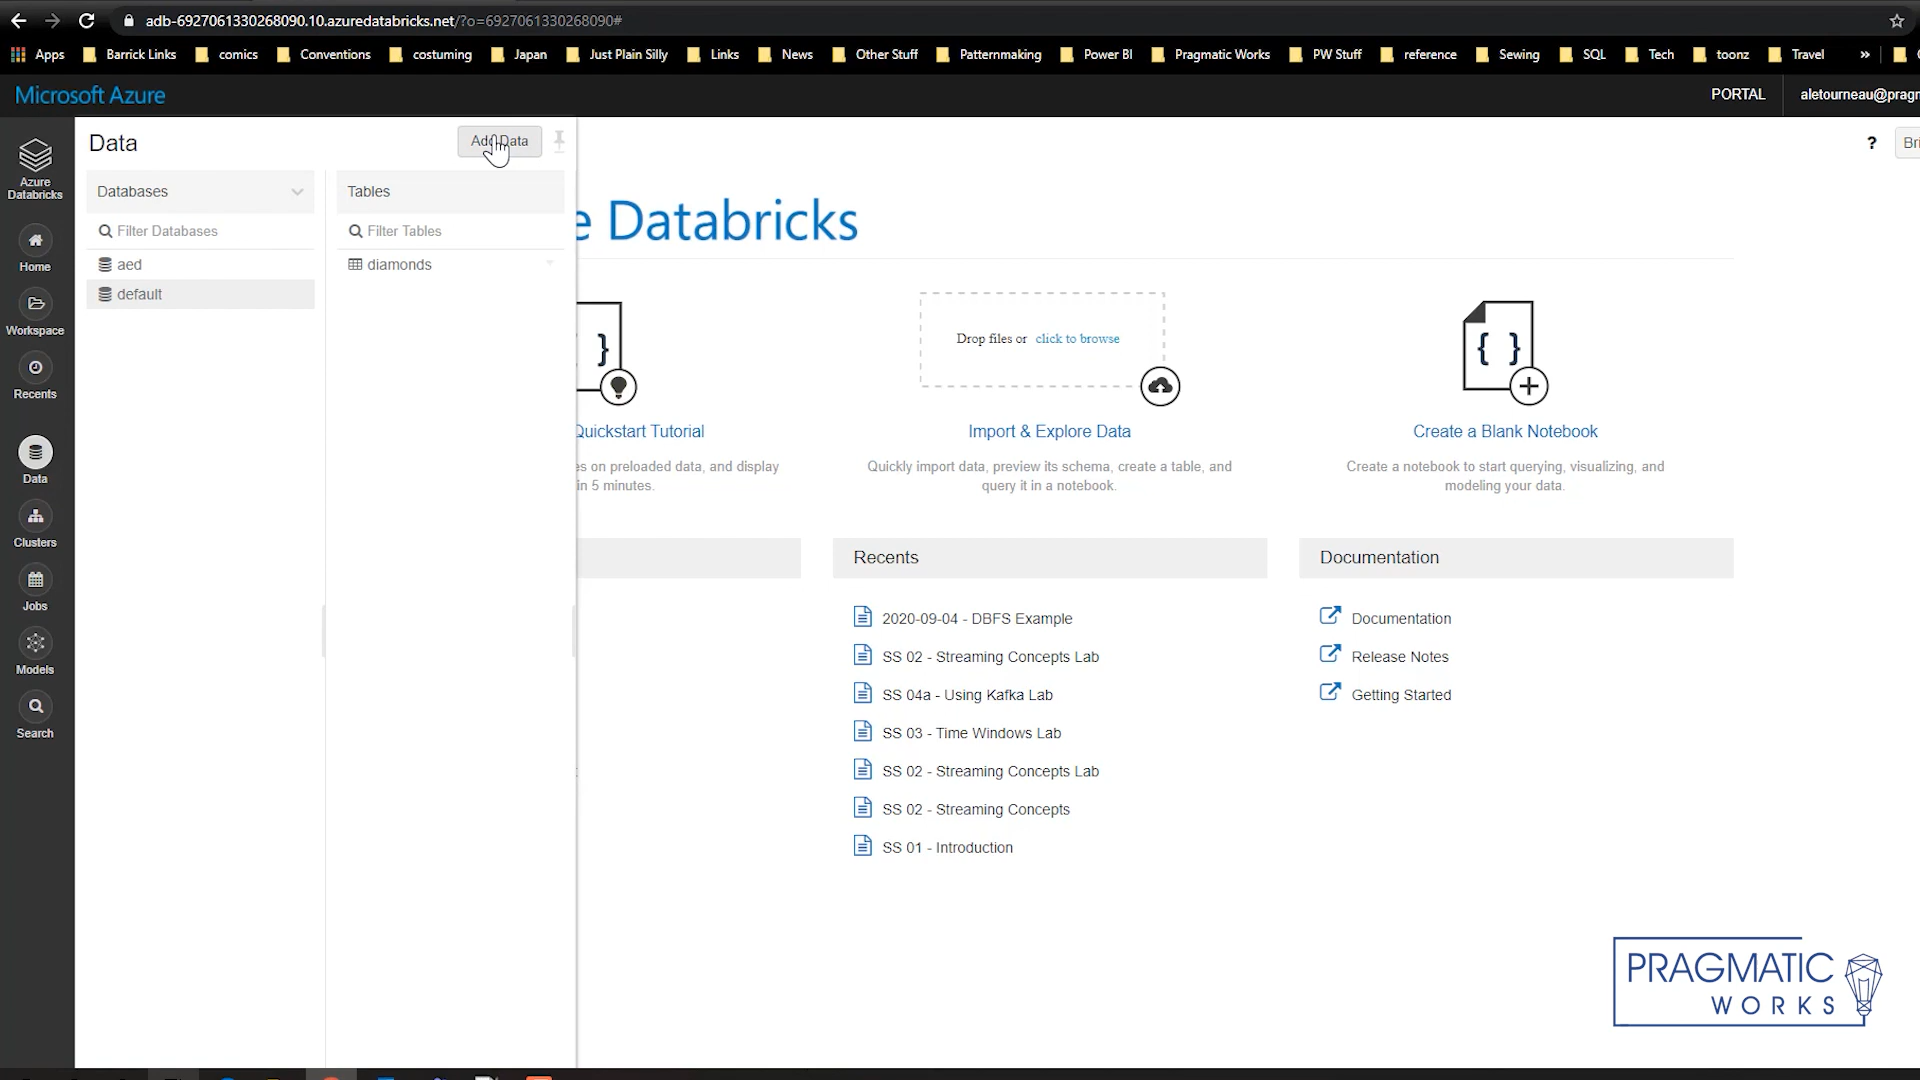 adb-6927061330268090.10.azuredatabricks.net/?o=6927061330268090#
Apps Barrick Links comics Conventions costuming Japan Just Plain Silly Links News Other Stuff Patternmaking Power BI Pragmatic Works PW Stuff reference Sewing SQL Tech toonz Travel »
Microsoft Azure
PORTAL
aletourneau@pragm
Azure
Databricks
Home
Workspace
Recents
Data
Clusters
Jobs
Models
Search
Data
Add Data
Databases
Filter Databases
aed
default
Tables
Filter Tables
diamonds
?
Bri
e Databricks
Quickstart Tutorial
es on preloaded data, and display
in 5 minutes.
Drop files or click to browse
Import & Explore Data
Quickly import data, preview its schema, create a table, and
query it in a notebook.
{ }
Create a Blank Notebook
Create a notebook to start querying, visualizing, and
modeling your data.
Recents
2020-09-04 - DBFS Example
SS 02 - Streaming Concepts Lab
SS 04a - Using Kafka Lab
SS 03 - Time Windows Lab
SS 02 - Streaming Concepts Lab
SS 02 - Streaming Concepts
SS 01 - Introduction
Documentation
Documentation
Release Notes
Getting Started
PRAGMATIC
WORKS